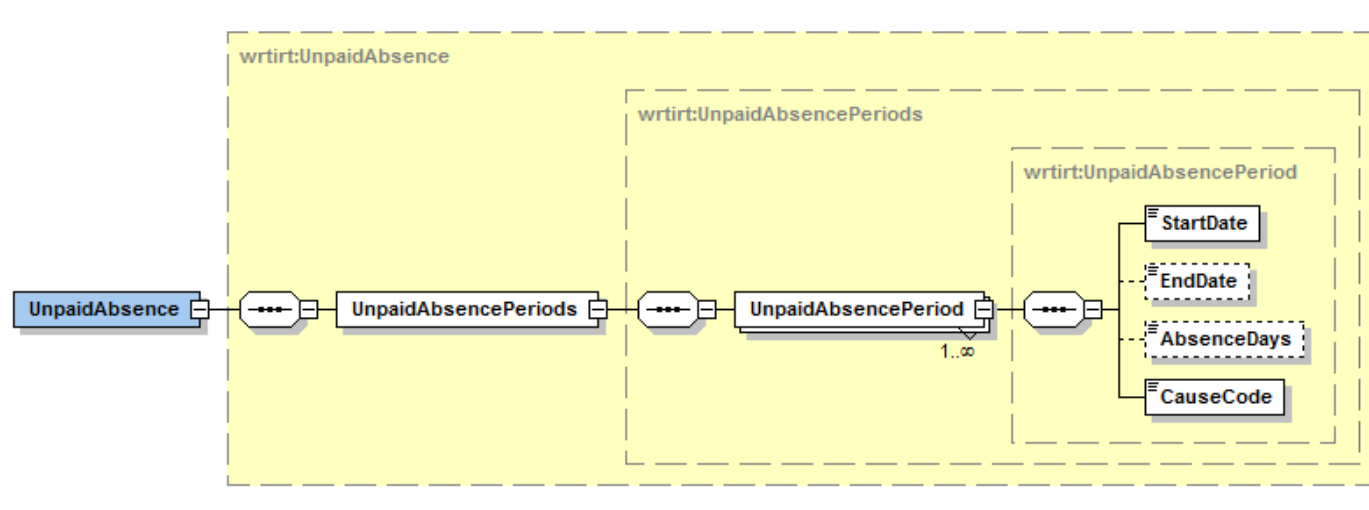 wrtirt:UnpaidAbsence
wrtirt:UnpaidAbsencePeriods
wrtirt:UnpaidAbsencePeriod
StartDate
EndDate
UnpaidAbsence
UnpaidAbsencePeriods
UnpaidAbsencePeriod
1..∞
AbsenceDays
CauseCode